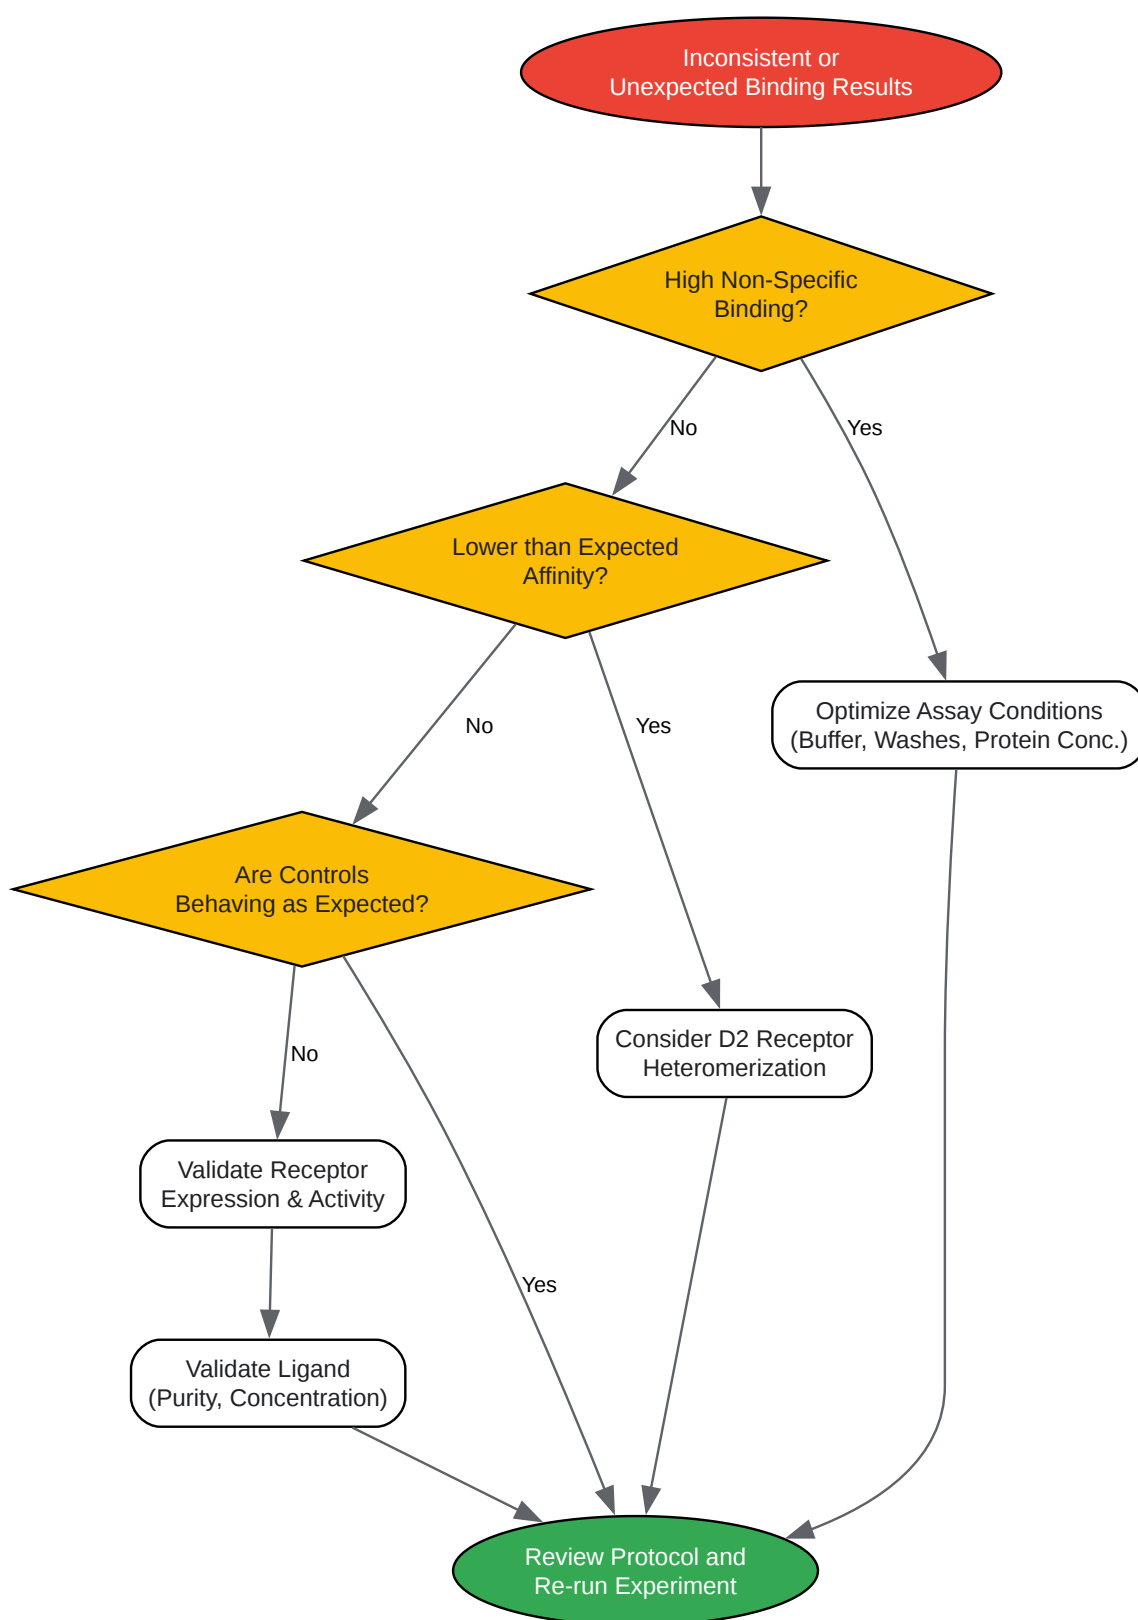 Inconsistent or
Unexpected Binding Results
High Non-Specific
Binding?
No
Yes
Lower than Expected
Affinity?
Optimize Assay Conditions
(Buffer, Washes, Protein Conc.)
No
Yes
Are Controls
Behaving as Expected?
Consider D2 Receptor
Heteromerization
No
Validate Receptor
Expression & Activity
Yes
Validate Ligand
(Purity, Concentration)
Review Protocol and
Re-run Experiment